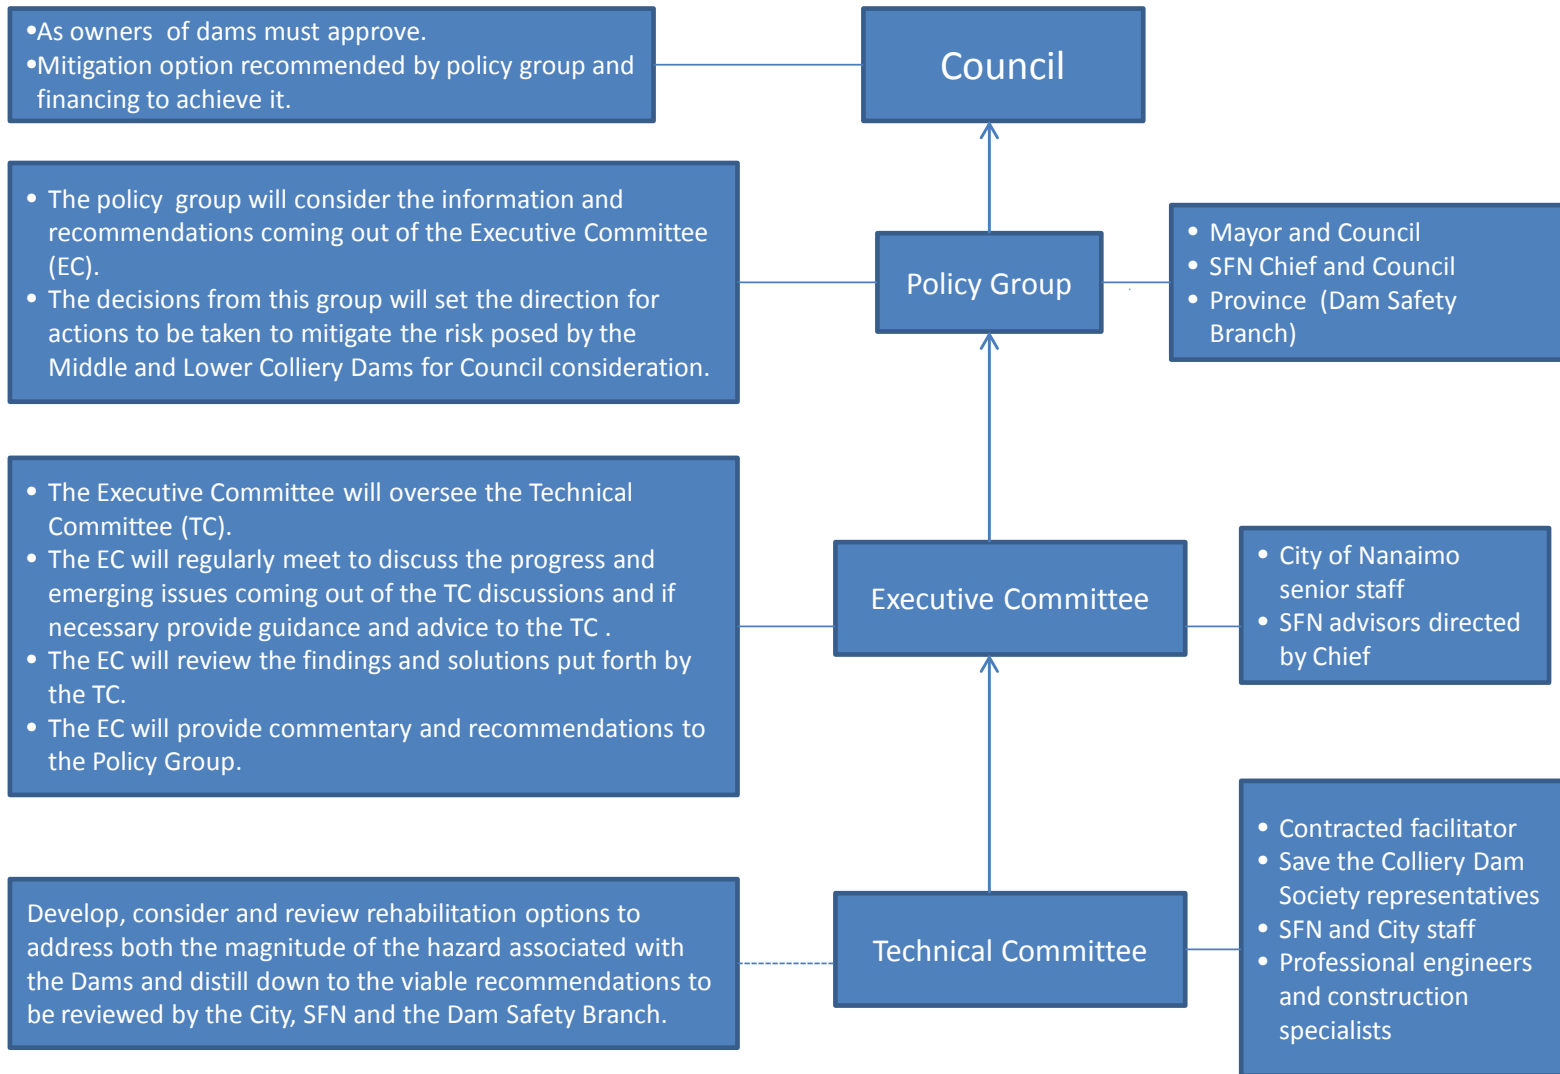 •As owners of dams must approve.
•Mitigation option recommended by policy group and
financing to achieve it.
Council
• The policy group will consider the information and
recommendations coming out of the Executive Committee
(EC).
• The decisions from this group will set the direction for
actions to be taken to mitigate the risk posed by the
Middle and Lower Colliery Dams for Council consideration.
Policy Group
• Mayor and Council
• SFN Chief and Council
• Province (Dam Safety
Branch)
• The Executive Committee will oversee the Technical
Committee (TC).
• The EC will regularly meet to discuss the progress and
emerging issues coming out of the TC discussions and if
necessary provide guidance and advice to the TC .
• The EC will review the findings and solutions put forth by
the TC.
• The EC will provide commentary and recommendations to
the Policy Group.
Executive Committee
• City of Nanaimo
senior staff
• SFN advisors directed
by Chief
Develop, consider and review rehabilitation options to
address both the magnitude of the hazard associated with
the Dams and distill down to the viable recommendations to
be reviewed by the City, SFN and the Dam Safety Branch.
Technical Committee
• Contracted facilitator
• Save the Colliery Dam
Society representatives
• SFN and City staff
• Professional engineers
and construction
specialists